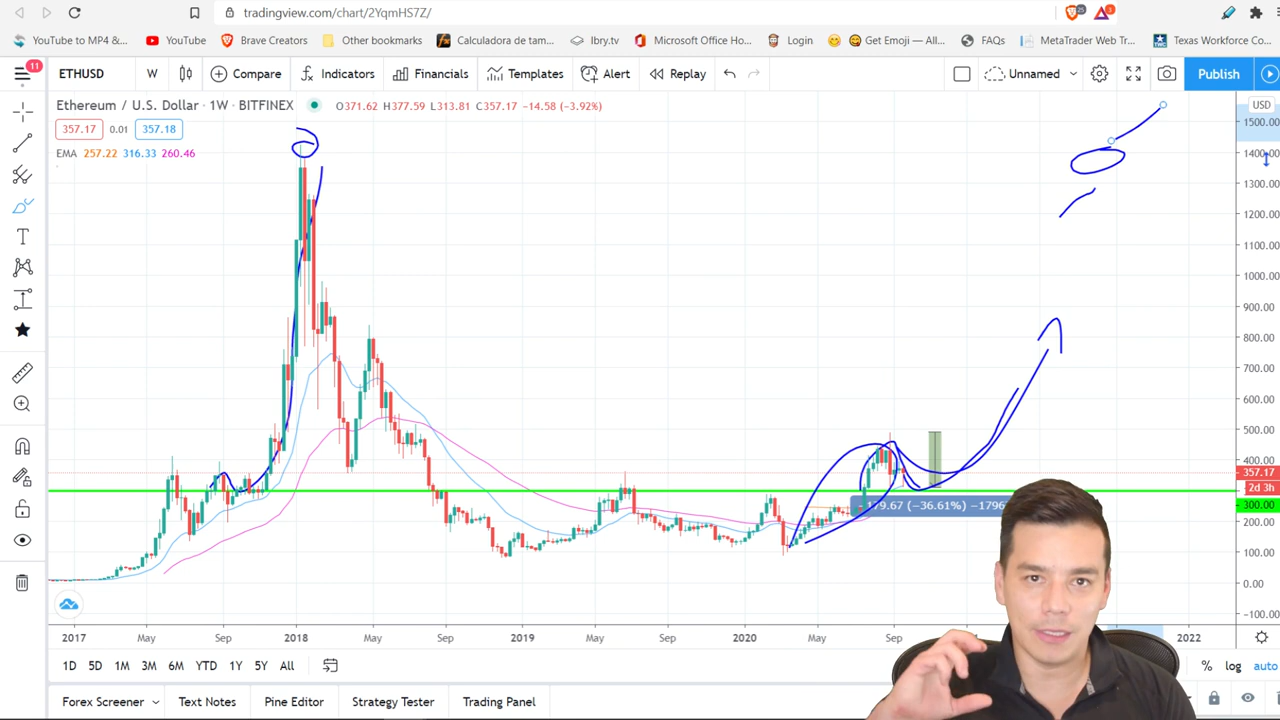 tradingview.com/chart/2YqmHS7Z/
25
3
YouTube to MP4 &...
YouTube
Brave Creators
Other bookmarks
Calculadora de tam...
lbry.tv
Microsoft Office Ho...
Login
Get Emoji — All...
FAQs
MetaTrader Web Tr...
Texas Workforce Co...
11
ETHUSD
W
Compare
Indicators
Financials
Templates
Alert
Replay
Unnamed
Publish
Ethereum / U.S. Dollar · 1W · BITFINEX
O371.62 H377.59 L313.81 C357.17 −14.58 (−3.92%)
USD
357.17
0.01
357.18
EMA 257.22 316.33 260.46
1500.00
1400.00
1300.00
1200.00
1100.00
1000.00
900.00
800.00
700.00
600.00
500.00
400.00
357.17
2d 3h
300.00
200.00
100.00
0.00
−100.00
79.67 (−36.61%) −1796
2017
May
Sep
2018
May
Sep
2019
May
Sep
2020
May
Sep
2022
1D
5D
1M
3M
6M
YTD
1Y
5Y
All
%
log
auto
Forex Screener
Text Notes
Pine Editor
Strategy Tester
Trading Panel